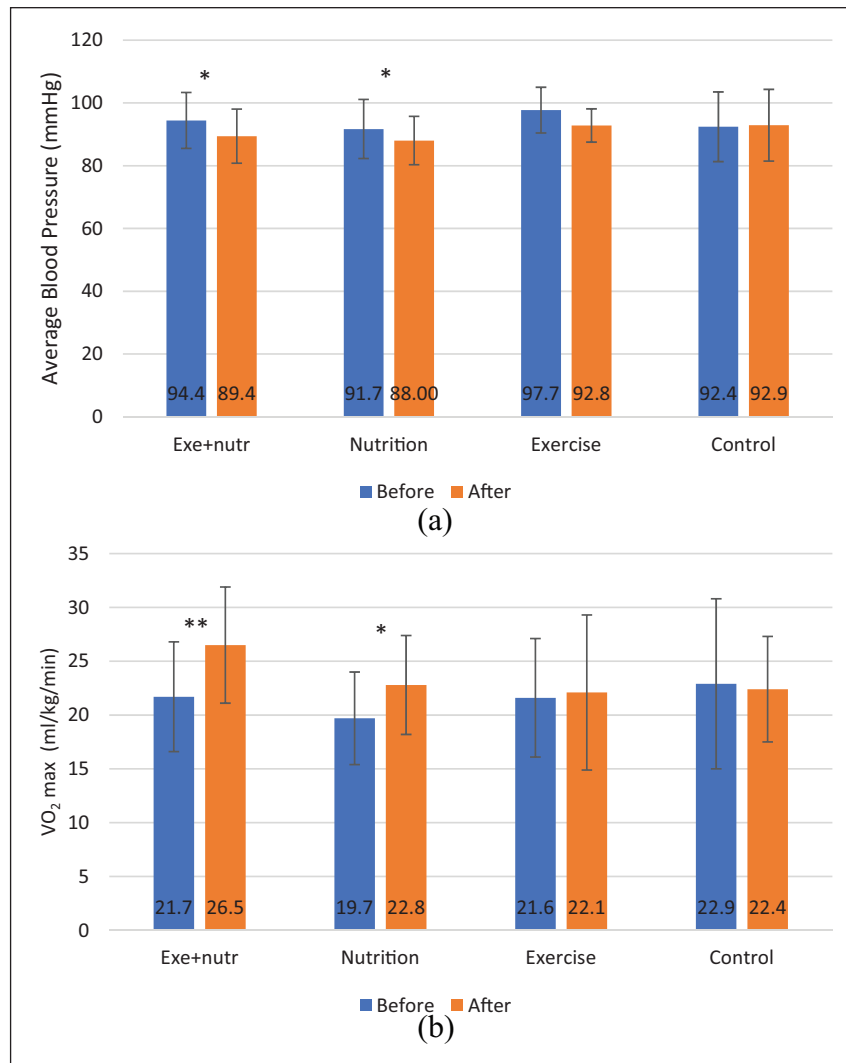 Average Blood Pressure (mmHg)
120
100
80
60
40
20
0
* *
94.4 89.4 91.7 88.00 97.7 92.8 92.4 92.9
Exe+nutr Nutrition Exercise Control
Before After
(a)
VO₂ max (ml/kg/min)
35
30
25
20
15
10
5
0
** *
21.7 26.5 19.7 22.8 21.6 22.1 22.9 22.4
Exe+nutr Nutrition Exercise Control
Before After
(b)